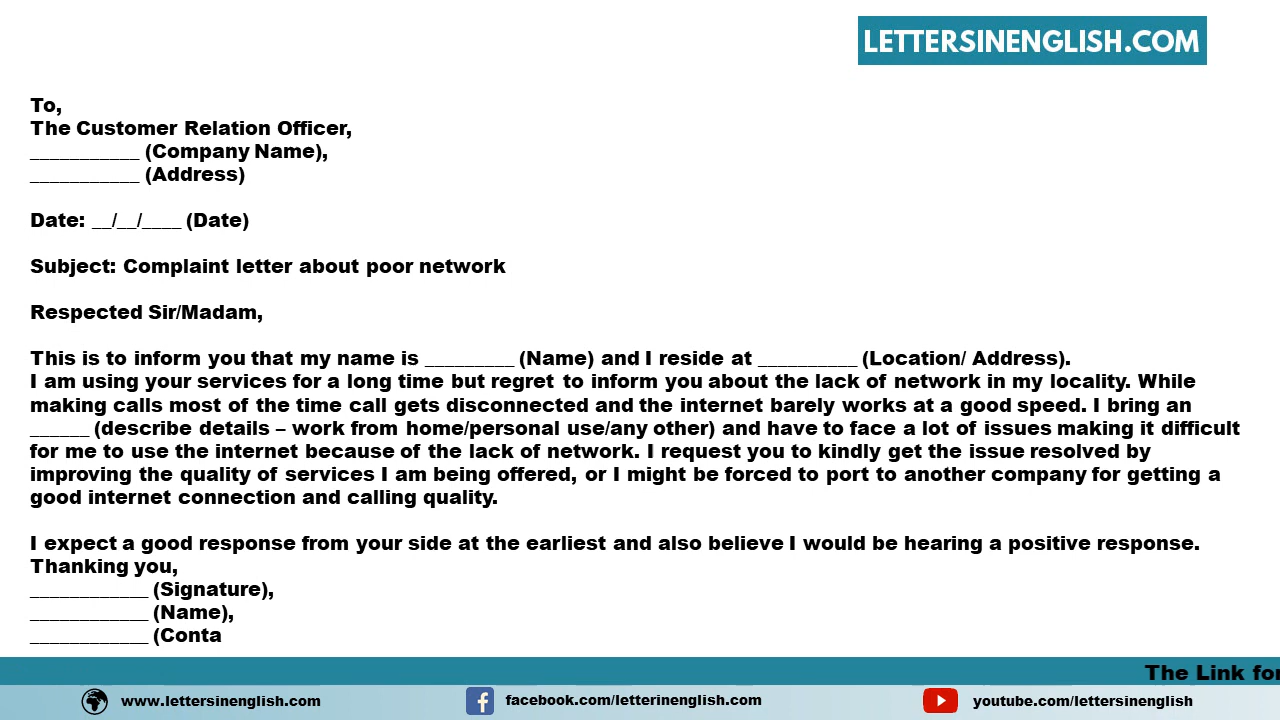 LETTERSINENGLISH.COM
To,
The Customer Relation Officer,
___________ (Company Name),
___________ (Address)
Date: __/__/____ (Date)
Subject: Complaint letter about poor network
Respected Sir/Madam,
This is to inform you that my name is _________ (Name) and I reside at __________ (Location/ Address).
I am using your services for a long time but regret to inform you about the lack of network in my locality. While
making calls most of the time call gets disconnected and the internet barely works at a good speed. I bring an
______ (describe details – work from home/personal use/any other) and have to face a lot of issues making it difficult
for me to use the internet because of the lack of network. I request you to kindly get the issue resolved by
improving the quality of services I am being offered, or I might be forced to port to another company for getting a
good internet connection and calling quality.
I expect a good response from your side at the earliest and also believe I would be hearing a positive response.
Thanking you,
____________ (Signature),
____________ (Name),
____________ (Conta
The Link for
www.lettersinenglish.com
facebook.com/letterinenglish.com
youtube.com/lettersinenglish